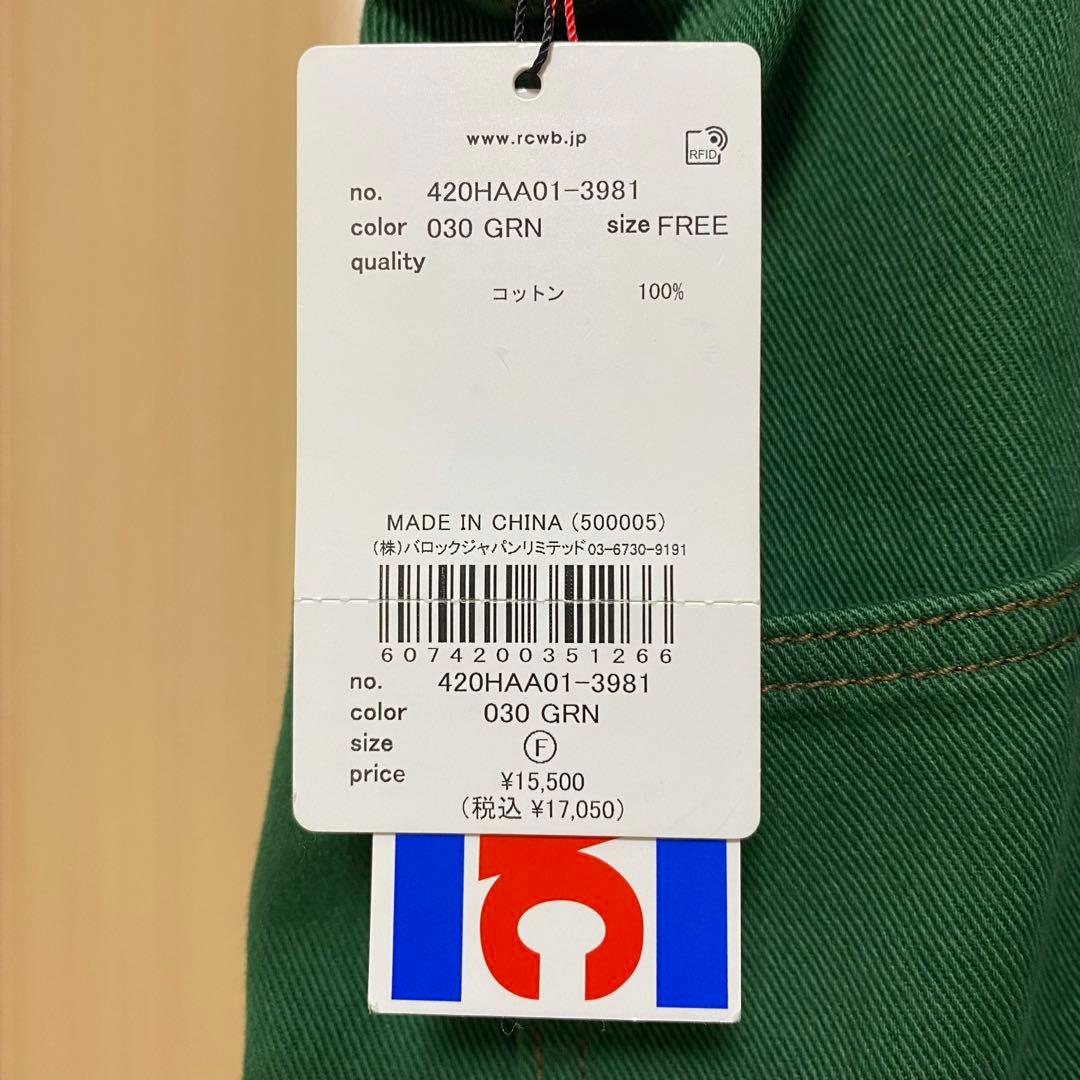 www.rcwb.jp
RFID
no. 420HAA01-3981
color 030 GRN size FREE
quality
コットン 100%
MADE IN CHINA (500005)
(株)バロックジャパンリミテッド03-6730-9191
6074200351266
no. 420HAA01-3981
color 030 GRN
size Ⓕ
price ¥15,500
(税込 ¥17,050)
C